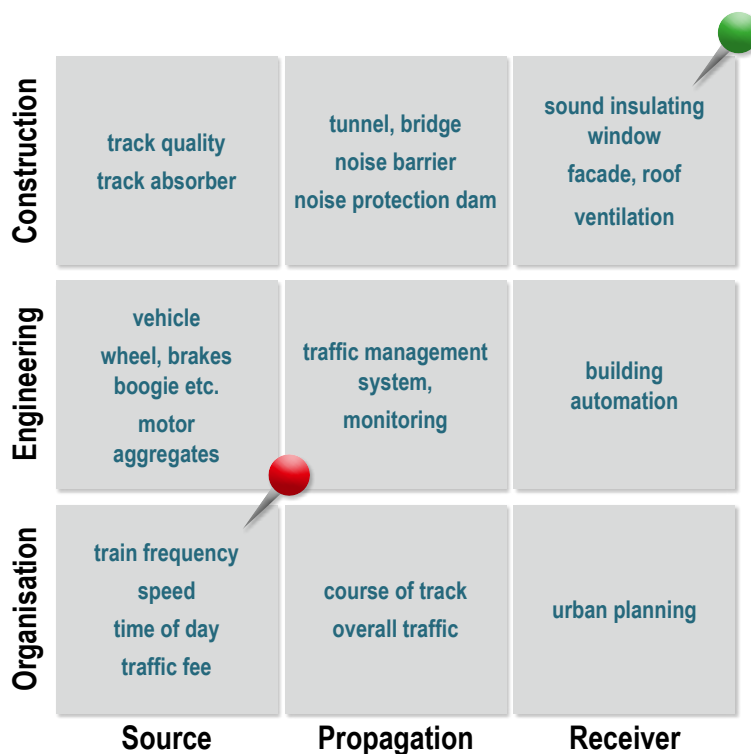 Construction
track quality
track absorber
tunnel, bridge
noise barrier
noise protection dam
sound insulating
window
facade, roof
ventilation
Engineering
vehicle
wheel, brakes
boogie etc.
motor
aggregates
traffic management
system,
monitoring
building
automation
Organisation
train frequency
speed
time of day
traffic fee
course of track
overall traffic
urban planning
Source
Propagation
Receiver